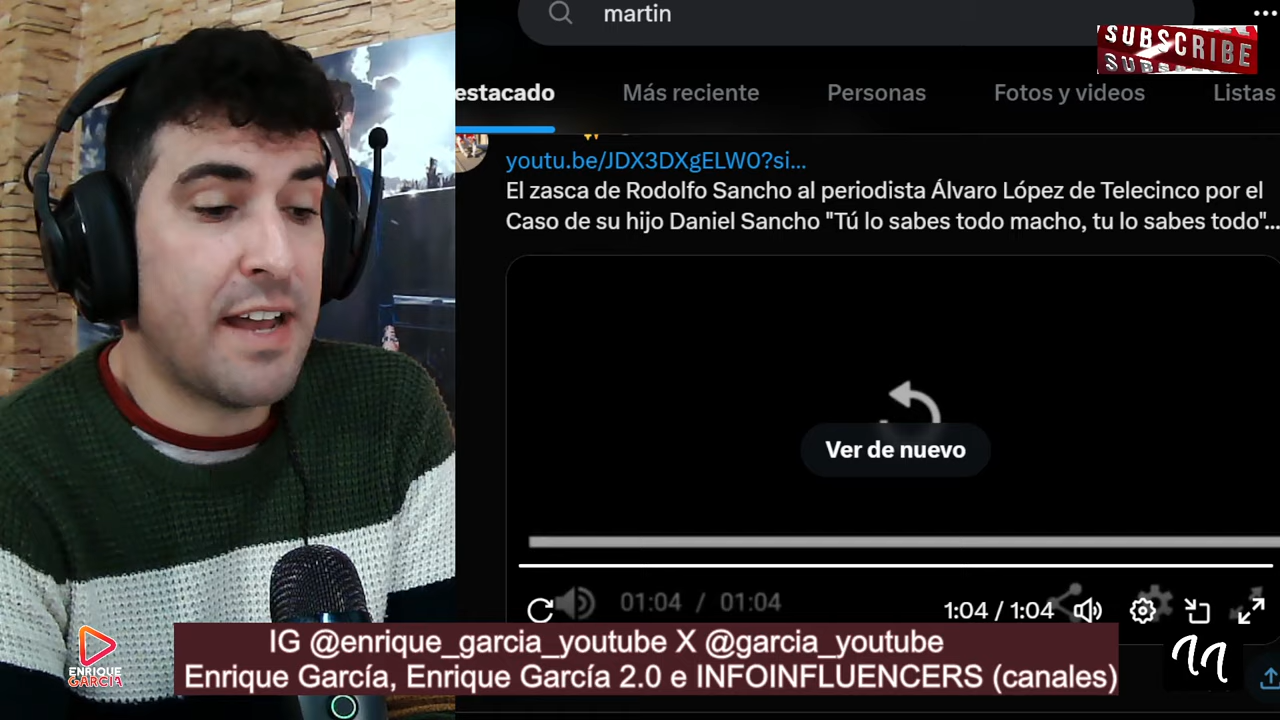 martin
SUBSCRIBE
estacado
Más reciente
Personas
Fotos y videos
Listas
youtu.be/JDX3DXgELW0?si...
El zasca de Rodolfo Sancho al periodista Álvaro López de Telecinco por el
Caso de su hijo Daniel Sancho "Tú lo sabes todo macho, tu lo sabes todo"...
Ver de nuevo
01:04 / 01:04
1:04 / 1:04
IG @enrique_garcia_youtube X @garcia_youtube
Enrique García, Enrique García 2.0 e INFOINFLUENCERS (canales)
ENRIQUE
GARCIA